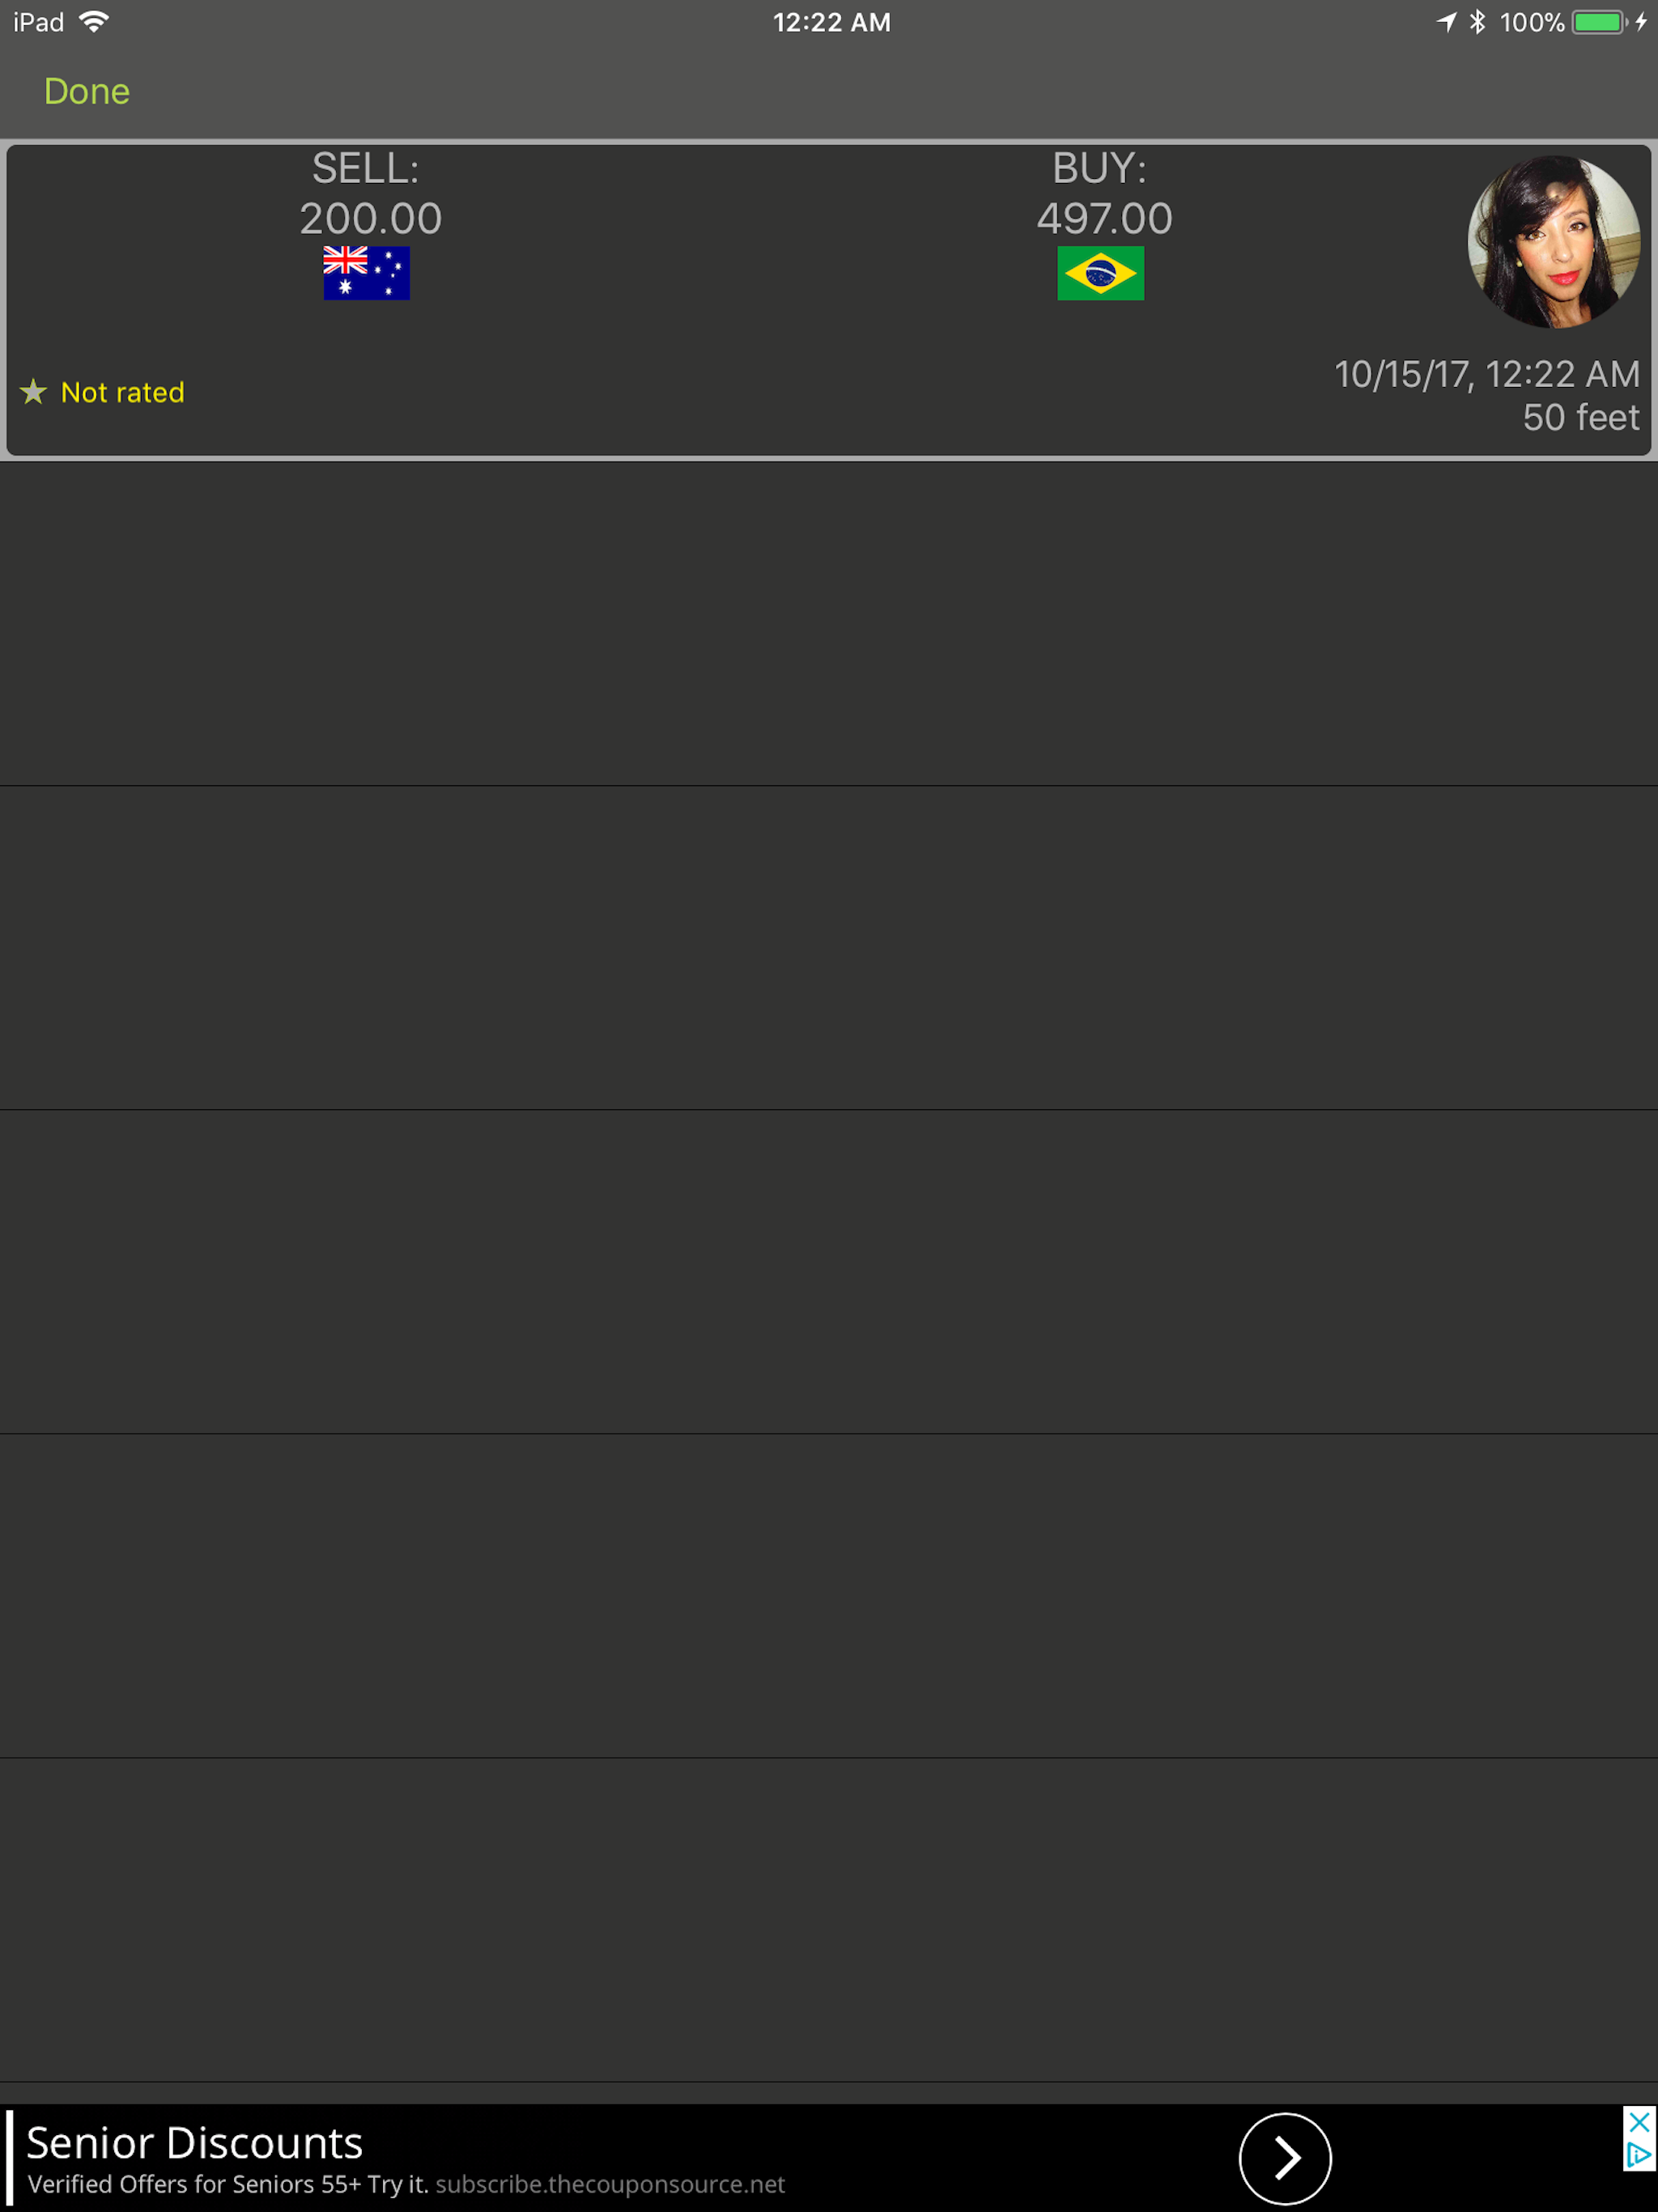 iPad 12:22 AM 100%
Done
SELL: BUY:
200.00 497.00
Not rated
10/15/17, 12:22 AM
50 feet
Senior Discounts
Verified Offers for Seniors 55+ Try it. subscribe.thecouponsource.net